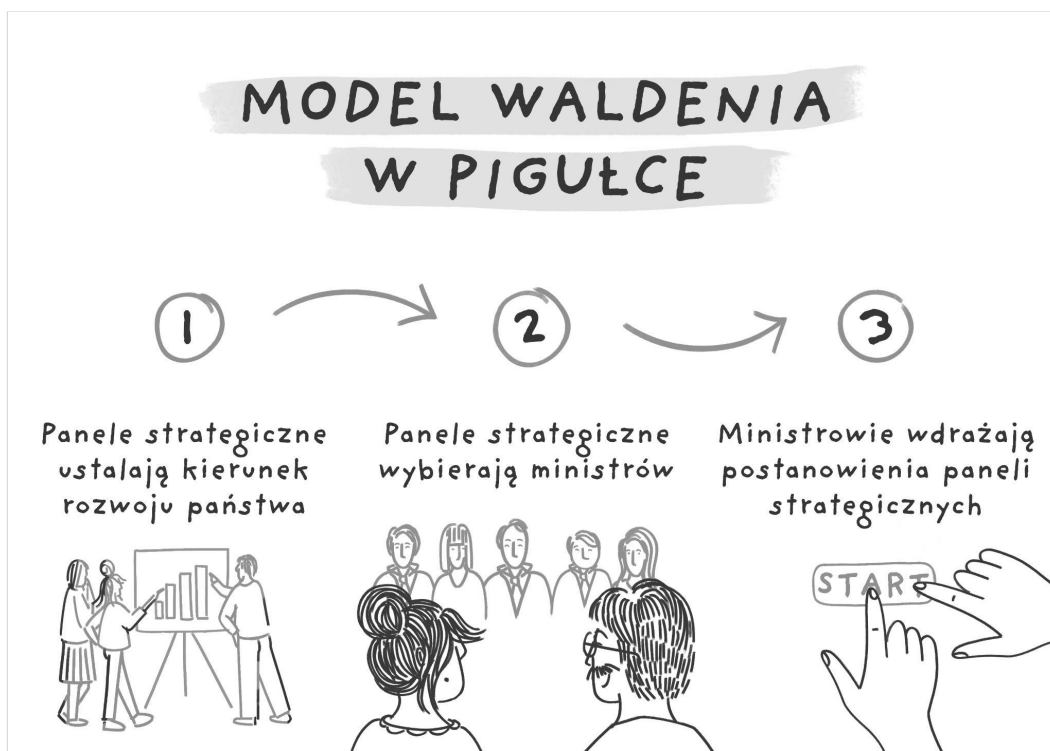 MODEL WALDENIA
W PIGUŁCE
1
2
3
Panele strategiczne
ustalają kierunek
rozwoju państwa
Panele strategiczne
wybierają ministrów
Ministrowie wdrażają
postanowienia paneli
strategicznych
START